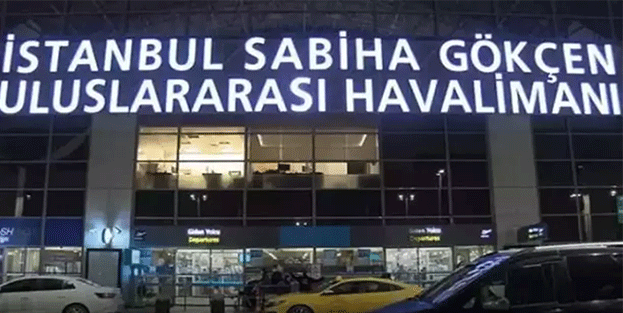 İSTANBUL SABİHA GÖKÇEN
ULUSLARARASI HAVALİMANI
Giden Yolcu
Departures
Giden Yolcu
Departures